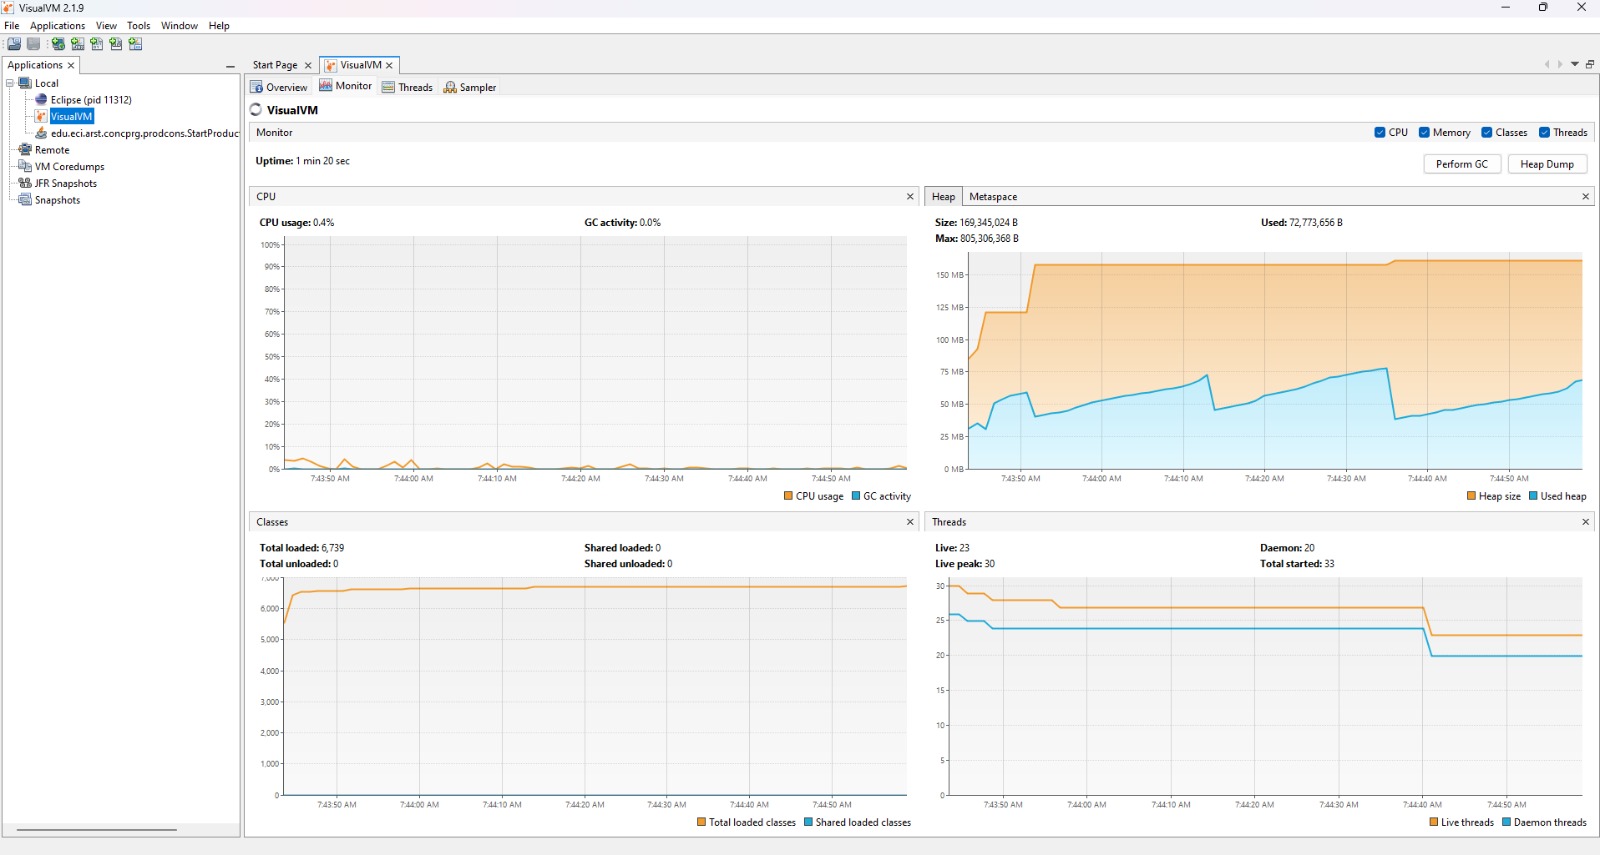 VisualVM 2.1.9
File Applications View Tools Window Help
Applications
Start Page VisualVM
Local
Eclipse (pid 11312)
VisualVM
edu.eci.arst.concprg.prodcons.StartProduc
Remote
VM Coredumps
JFR Snapshots
Snapshots
Overview Monitor Threads Sampler
VisualVM
Monitor
CPU Memory Classes Threads
Uptime: 1 min 20 sec
Perform GC Heap Dump
CPU
CPU usage: 0.4% GC activity: 0.0%
100%
90%
80%
70%
60%
50%
40%
30%
20%
10%
0%
7:43:50 AM 7:44:00 AM 7:44:10 AM 7:44:20 AM 7:44:30 AM 7:44:40 AM 7:44:50 AM
CPU usage GC activity
Heap Metaspace
Size: 169,345,024 B Used: 72,773,656 B
Max: 805,306,368 B
150 MB
125 MB
100 MB
75 MB
50 MB
25 MB
0 MB
7:43:50 AM 7:44:00 AM 7:44:10 AM 7:44:20 AM 7:44:30 AM 7:44:40 AM 7:44:50 AM
Heap size Used heap
Classes
Total loaded: 6,739 Shared loaded: 0
Total unloaded: 0 Shared unloaded: 0
7,000
6,000
5,000
4,000
3,000
2,000
1,000
0
7:43:50 AM 7:44:00 AM 7:44:10 AM 7:44:20 AM 7:44:30 AM 7:44:40 AM 7:44:50 AM
Total loaded classes Shared loaded classes
Threads
Live: 23 Daemon: 20
Live peak: 30 Total started: 33
30
25
20
15
10
5
0
7:43:50 AM 7:44:00 AM 7:44:10 AM 7:44:20 AM 7:44:30 AM 7:44:40 AM 7:44:50 AM
Live threads Daemon threads